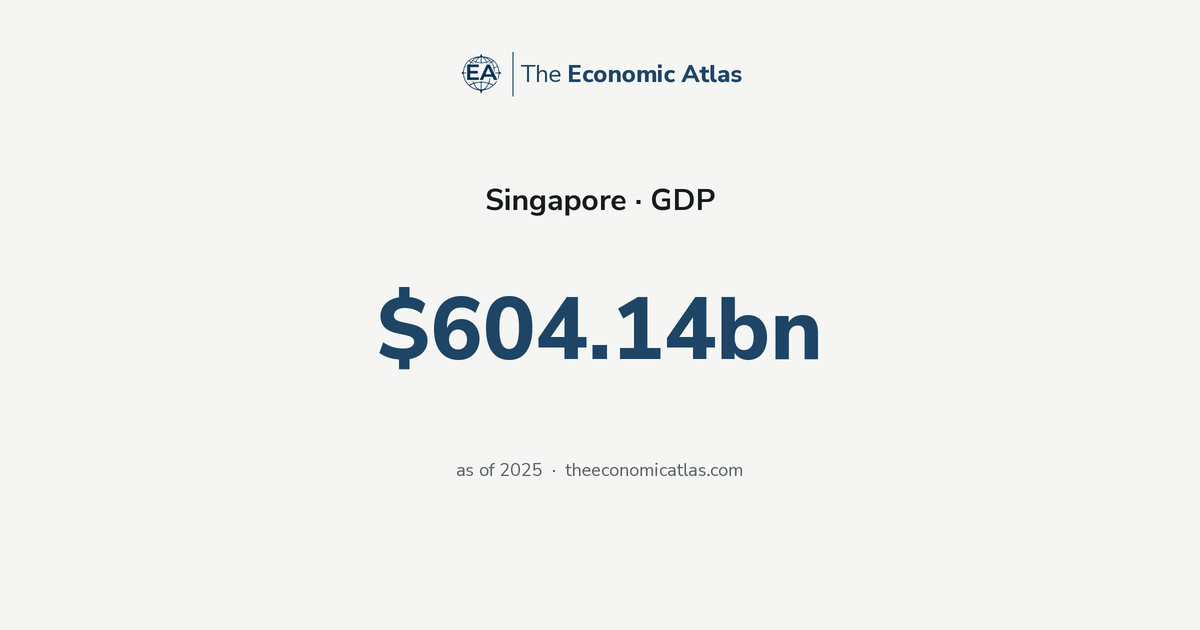 EA The Economic Atlas
Singapore · GDP
$604.14bn
as of 2025 · theeconomicatlas.com